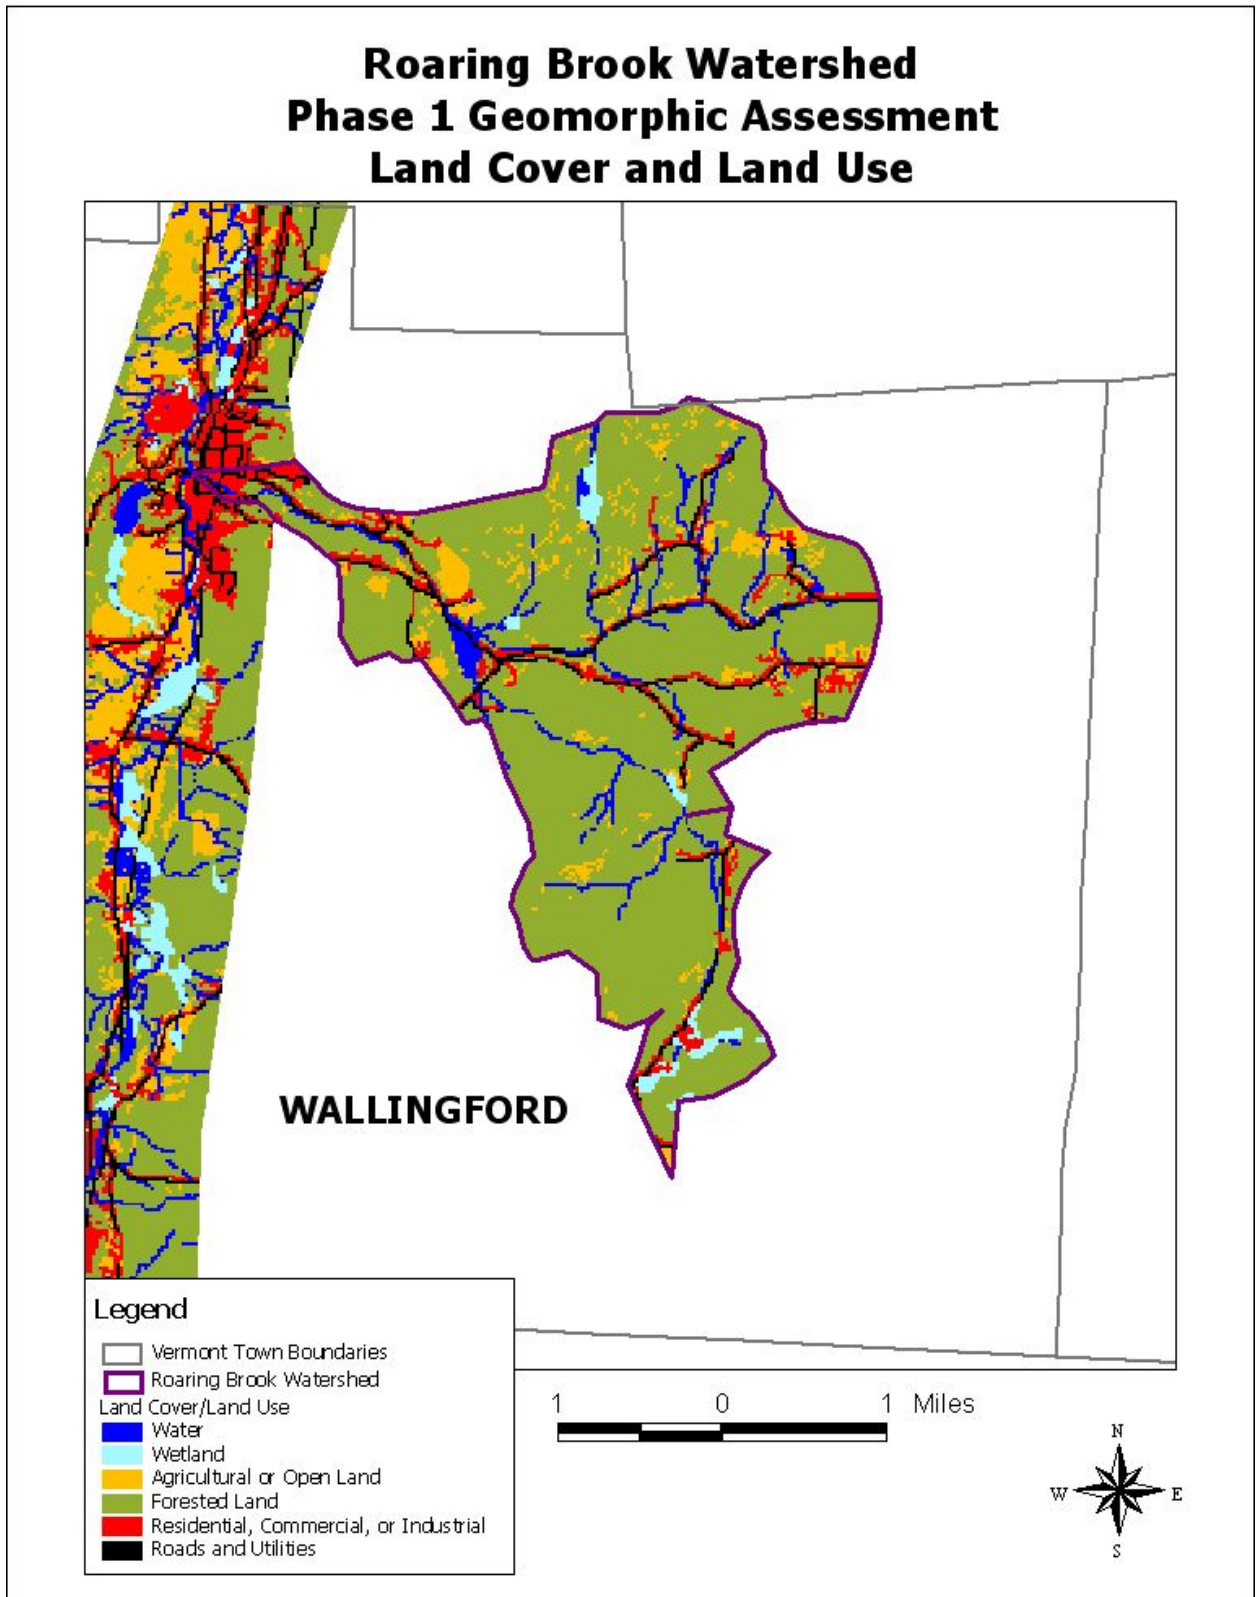 Roaring Brook Watershed
Phase 1 Geomorphic Assessment
Land Cover and Land Use
WALLINGFORD
Legend
Vermont Town Boundaries
Roaring Brook Watershed
Land Cover/Land Use
Water
Wetland
Agricultural or Open Land
Forested Land
Residential, Commercial, or Industrial
Roads and Utilities
1 0 1 Miles
N
W E
S